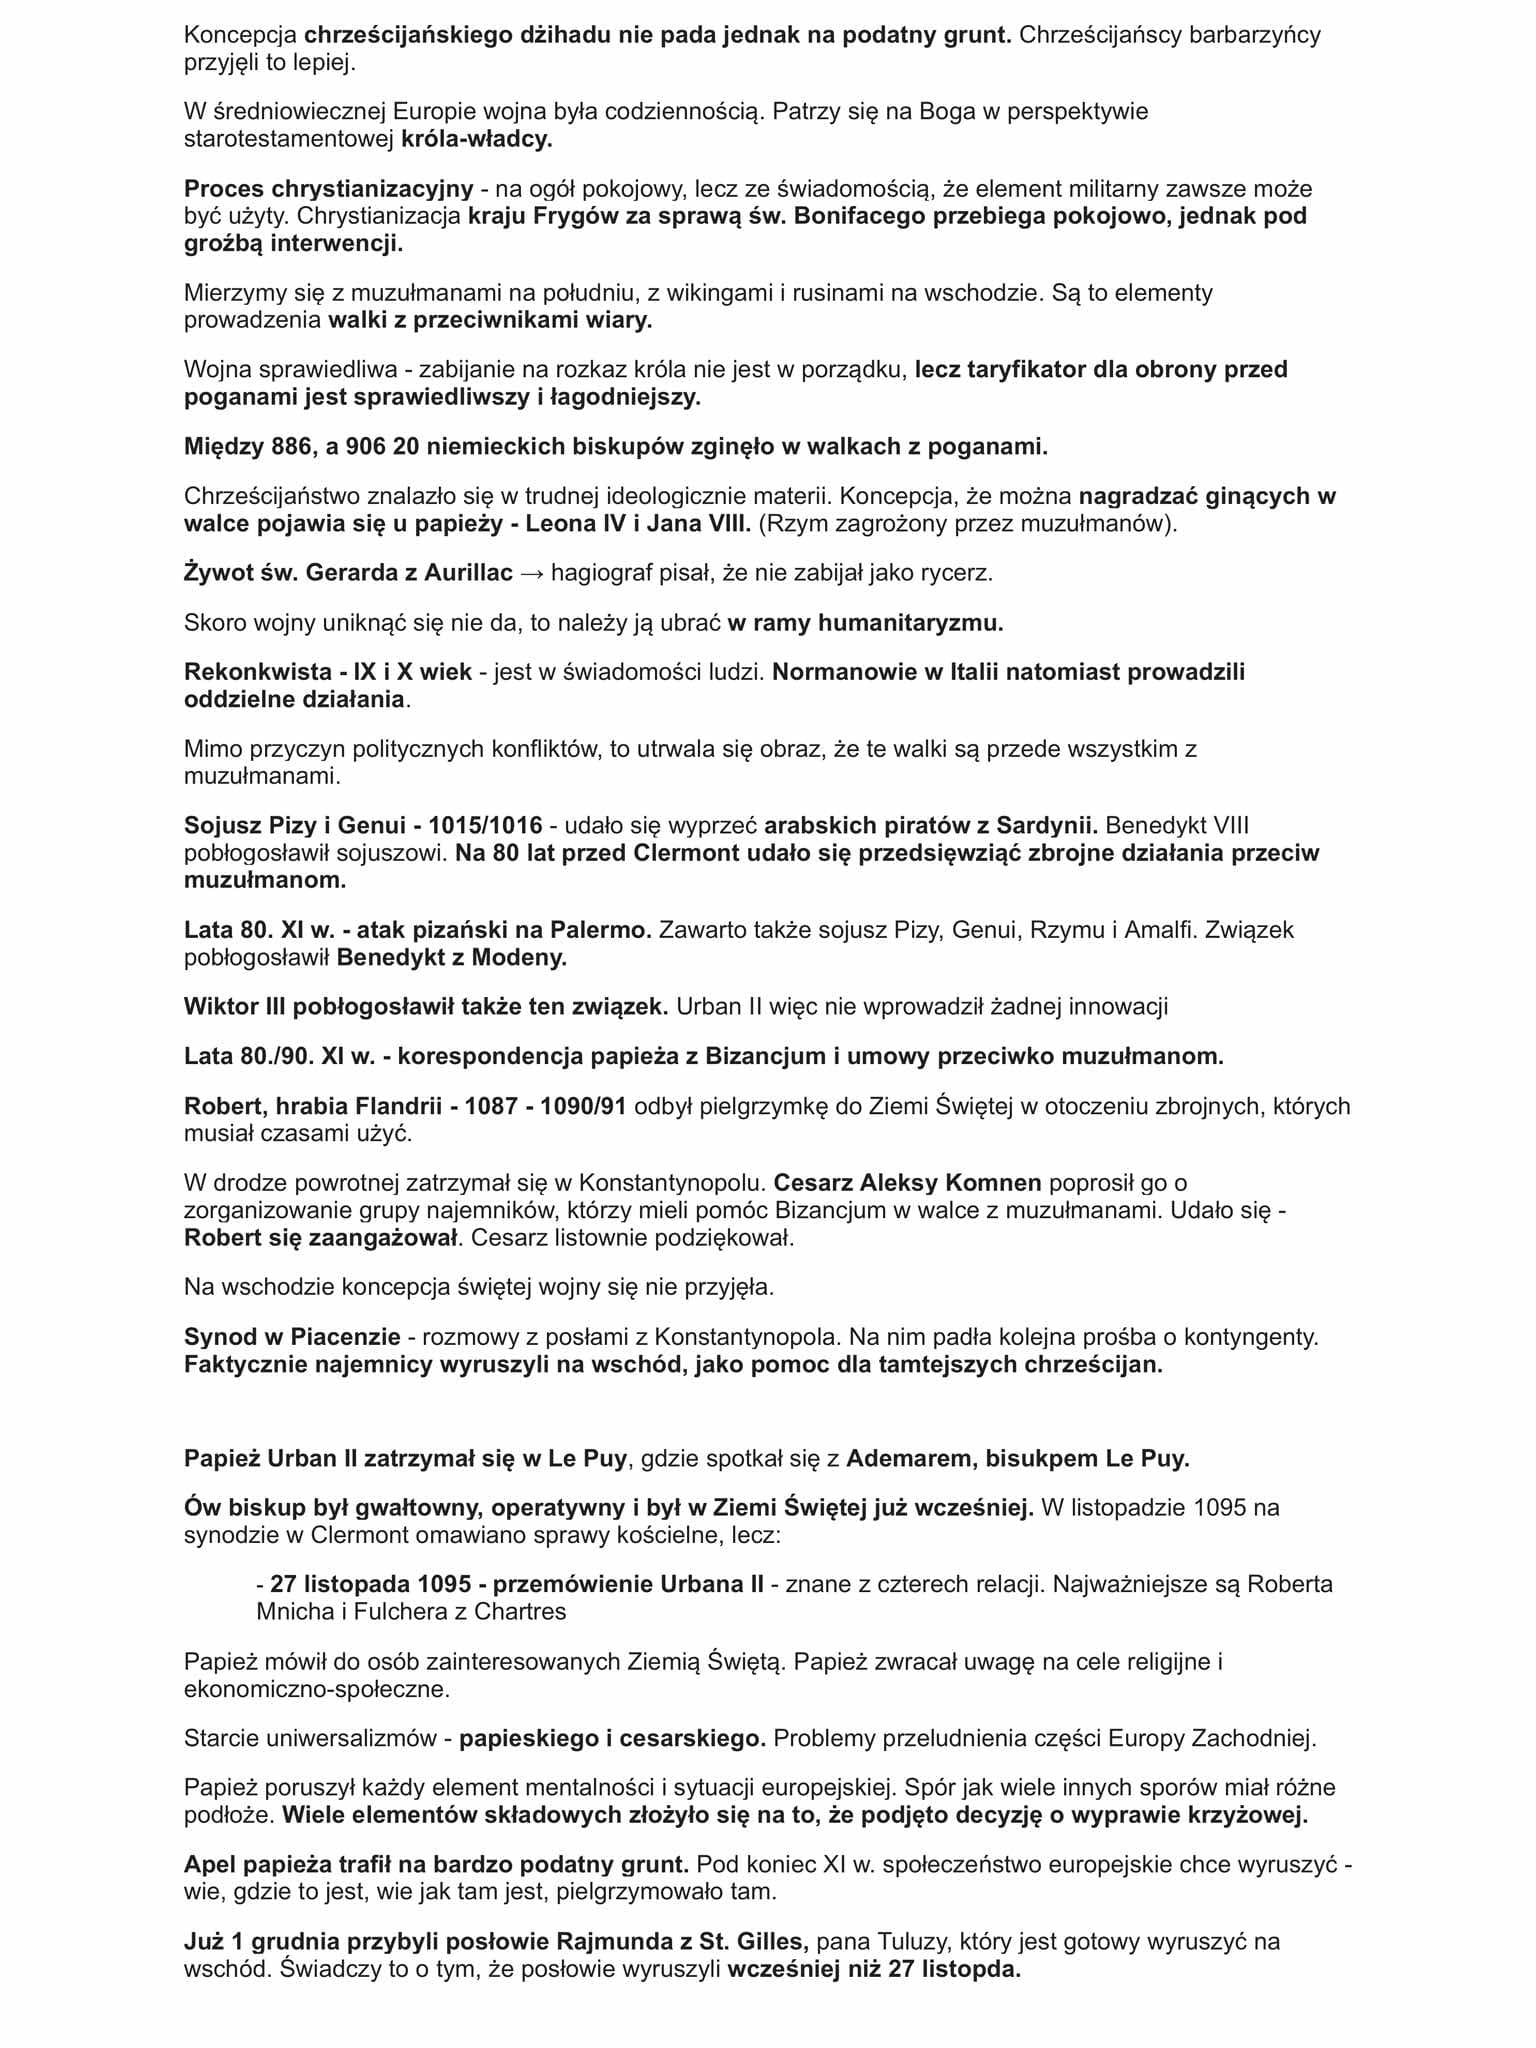 Koncepcja chrześcijańskiego dżihadu nie pada jednak na podatny grunt. Chrześcijańscy barbarzyńcy
przyjęli to lepiej.
W średniowiecznej Europie wojna była codziennością. Patrzy się na Boga w perspektywie
starotestamentowej króla-władcy.
Proces chrystianizacyjny - na ogół pokojowy, lecz ze świadomością, że element militarny zawsze może
być użyty. Chrystianizacja kraju Frygów za sprawą św. Bonifacego przebiega pokojowo, jednak pod
groźbą interwencji.
Mierzymy się z muzułmanami na południu, z wikingami i rusinami na wschodzie. Są to elementy
prowadzenia walki z przeciwnikami wiary.
Wojna sprawiedliwa - zabijanie na rozkaz króla nie jest w porządku, lecz taryfikator dla obrony przed
poganami jest sprawiedliwszy i łagodniejszy.
Między 886, a 906 20 niemieckich biskupów zginęło w walkach z poganami.
Chrześcijaństwo znalazło się w trudnej ideologicznie materii. Koncepcja, że można nagradzać ginących w
walce pojawia się u papieży - Leona IV i Jana VIII. (Rzym zagrożony przez muzułmanów).
Żywot św. Gerarda z Aurillac → hagiograf pisał, że nie zabijał jako rycerz.
Skoro wojny uniknąć się nie da, to należy ją ubrać w ramy humanitaryzmu.
Rekonkwista - IX i X wiek - jest w świadomości ludzi. Normanowie w Italii natomiast prowadzili
oddzielne działania.
Mimo przyczyn politycznych konfliktów, to utrwala się obraz, że te walki są przede wszystkim z
muzułmanami.
Sojusz Pizy i Genui - 1015/1016 - udało się wyprzeć arabskich piratów z Sardynii. Benedykt VIII
pobłogosławił sojuszowi. Na 80 lat przed Clermont udało się przedsięwziąć zbrojne działania przeciw
muzułmanom.
Lata 80. XI w. - atak pizański na Palermo. Zawarto także sojusz Pizy, Genui, Rzymu i Amalfi. Związek
pobłogosławił Benedykt z Modeny.
Wiktor III pobłogosławił także ten związek. Urban II więc nie wprowadził żadnej innowacji
Lata 80./90. XI w. - korespondencja papieża z Bizancjum i umowy przeciwko muzułmanom.
Robert, hrabia Flandrii - 1087 - 1090/91 odbył pielgrzymkę do Ziemi Świętej w otoczeniu zbrojnych, których
musiał czasami użyć.
W drodze powrotnej zatrzymał się w Konstantynopolu. Cesarz Aleksy Komnen poprosił go o
zorganizowanie grupy najemników, którzy mieli pomóc Bizancjum w walce z muzułmanami. Udało się -
Robert się zaangażował. Cesarz listownie podziękował.
Na wschodzie koncepcja świętej wojny się nie przyjęła.
Synod w Piacenzie - rozmowy z posłami z Konstantynopola. Na nim padła kolejna prośba o kontyngenty.
Faktycznie najemnicy wyruszyli na wschód, jako pomoc dla tamtejszych chrześcijan.
Papież Urban II zatrzymał się w Le Puy, gdzie spotkał się z Ademarem, bisukpem Le Puy.
Ów biskup był gwałtowny, operatywny i był w Ziemi Świętej już wcześniej. W listopadzie 1095 na
synodzie w Clermont omawiano sprawy kościelne, lecz:
- 27 listopada 1095 - przemówienie Urbana II - znane z czterech relacji. Najważniejsze są Roberta
Mnicha i Fulchera z Chartres
Papież mówił do osób zainteresowanych Ziemią Świętą. Papież zwracał uwagę na cele religijne i
ekonomiczno-społeczne.
Starcie uniwersalizmów - papieskiego i cesarskiego. Problemy przeludnienia części Europy Zachodniej.
Papież poruszył każdy element mentalności i sytuacji europejskiej. Spór jak wiele innych sporów miał różne
podłoże. Wiele elementów składowych złożyło się na to, że podjęto decyzję o wyprawie krzyżowej.
Apel papieża trafił na bardzo podatny grunt. Pod koniec XI w. społeczeństwo europejskie chce wyruszyć -
wie, gdzie to jest, wie jak tam jest, pielgrzymowało tam.
Już 1 grudnia przybyli posłowie Rajmunda z St. Gilles, pana Tuluzy, który jest gotowy wyruszyć na
wschód. Świadczy to o tym, że posłowie wyruszyli wcześniej niż 27 listopda.